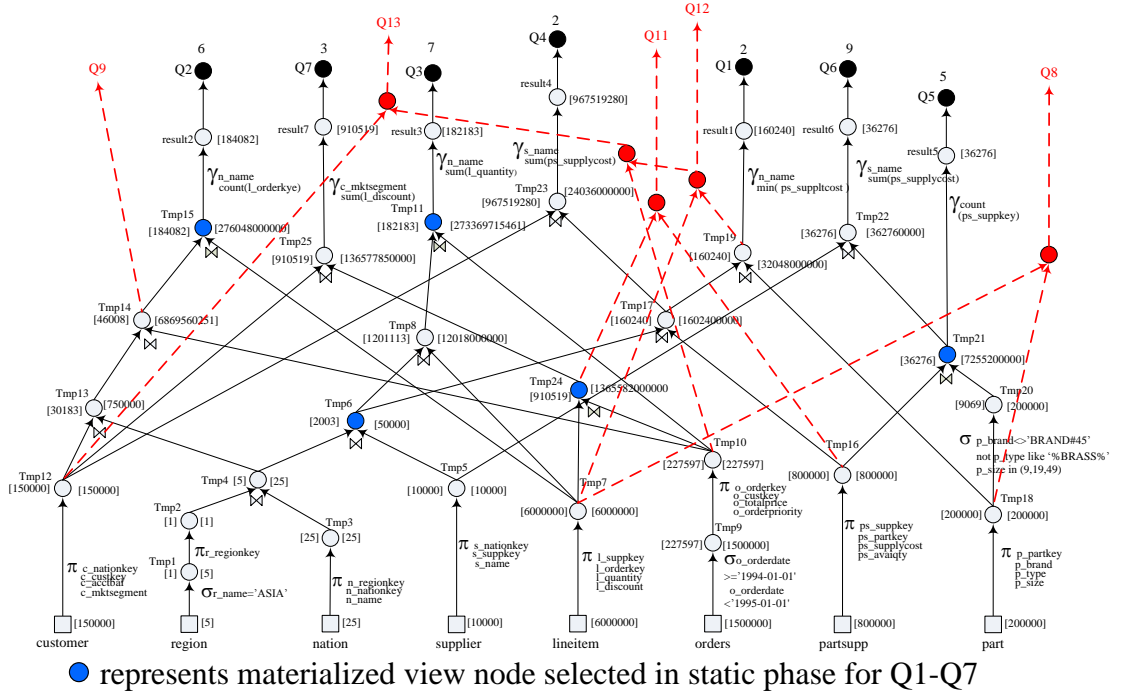 Q13
Q12
2
Q4
Q11
6
Q2
3
Q7
7
Q3
2
Q1
9
Q6
Q9
Q8
5
Q5
result4
[967519280]
result2
[184082]
result7
[910519]
result3
[182183]
result1
[160240]
result6
[36276]
result5
[36276]
γn_name
count(l_orderkye)
γc_mktsegment
sum(l_discount)
γn_name
sum(l_quantity)
γs_name
sum(ps_supplycost)
γn_name
min( ps_suppltcost )
γs_name
sum(ps_supplycost)
γcount
(ps_suppkey)
Tmp15
[184082]
[276048000000]
Tmp25
[910519]
[136577850000]
Tmp11
[182183]
[273369715461]
Tmp23
[967519280]
[24036000000]
Tmp19
[160240]
[32048000000]
Tmp22
[36276]
[362760000]
⋈
⋈
⋈
⋈
⋈
⋈
Tmp14
[46008]
[6869560251]
⋈
Tmp8
[1201113]
[12018000000]
⋈
Tmp17
[160240]
[1602400000]
⋈
Tmp21
[36276]
[7255200000]
⋈
Tmp13
[30183]
[750000]
⋈
Tmp6
[2003]
[50000]
⋈
Tmp24
[910519]
[1365582000000
⋈
Tmp20
[9069]
[200000]
σ p_brand<>'BRAND#45'
not p_type like '%BRASS%'
p_size in (9,19,49)
Tmp12
[150000]
[150000]
Tmp4
[5]
[25]
⋈
Tmp5
[10000]
[10000]
Tmp7
[6000000]
[6000000]
Tmp10
[227597]
[227597]
Tmp16
[800000]
[800000]
Tmp18
[200000]
[200000]
Tmp2
[1]
[1]
Tmp3
[25]
[25]
π o_orderkey
o_custkey
o_totalprice
o_orderpriority
Tmp9
[227597]
[1500000]
πr_regionkey
Tmp1
[1]
[5]
π c_nationkey
c_custkey
c_acctbal
c_mktsegment
σr_name='ASIA'
π n_regionkey
n_nationkey
n_name
π s_nationkey
s_suppkey
s_name
π l_suppkey
l_orderkey
l_quantity
l_discount
σo_orderdate
>='1994-01-01'
o_orderdate
<'1995-01-01'
π ps_suppkey
ps_partkey
ps_supplycost
ps_avaiqty
π p_partkey
p_brand
p_type
p_size
[150000]
customer
[5]
region
[25]
nation
[10000]
supplier
[6000000]
lineitem
[1500000]
orders
[800000]
partsupp
[200000]
part
represents materialized view node selected in static phase for Q1-Q7